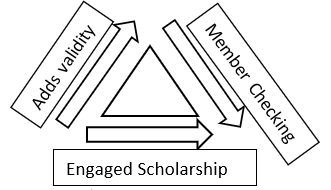 Adds validity
Member Checking
Engaged Scholarship